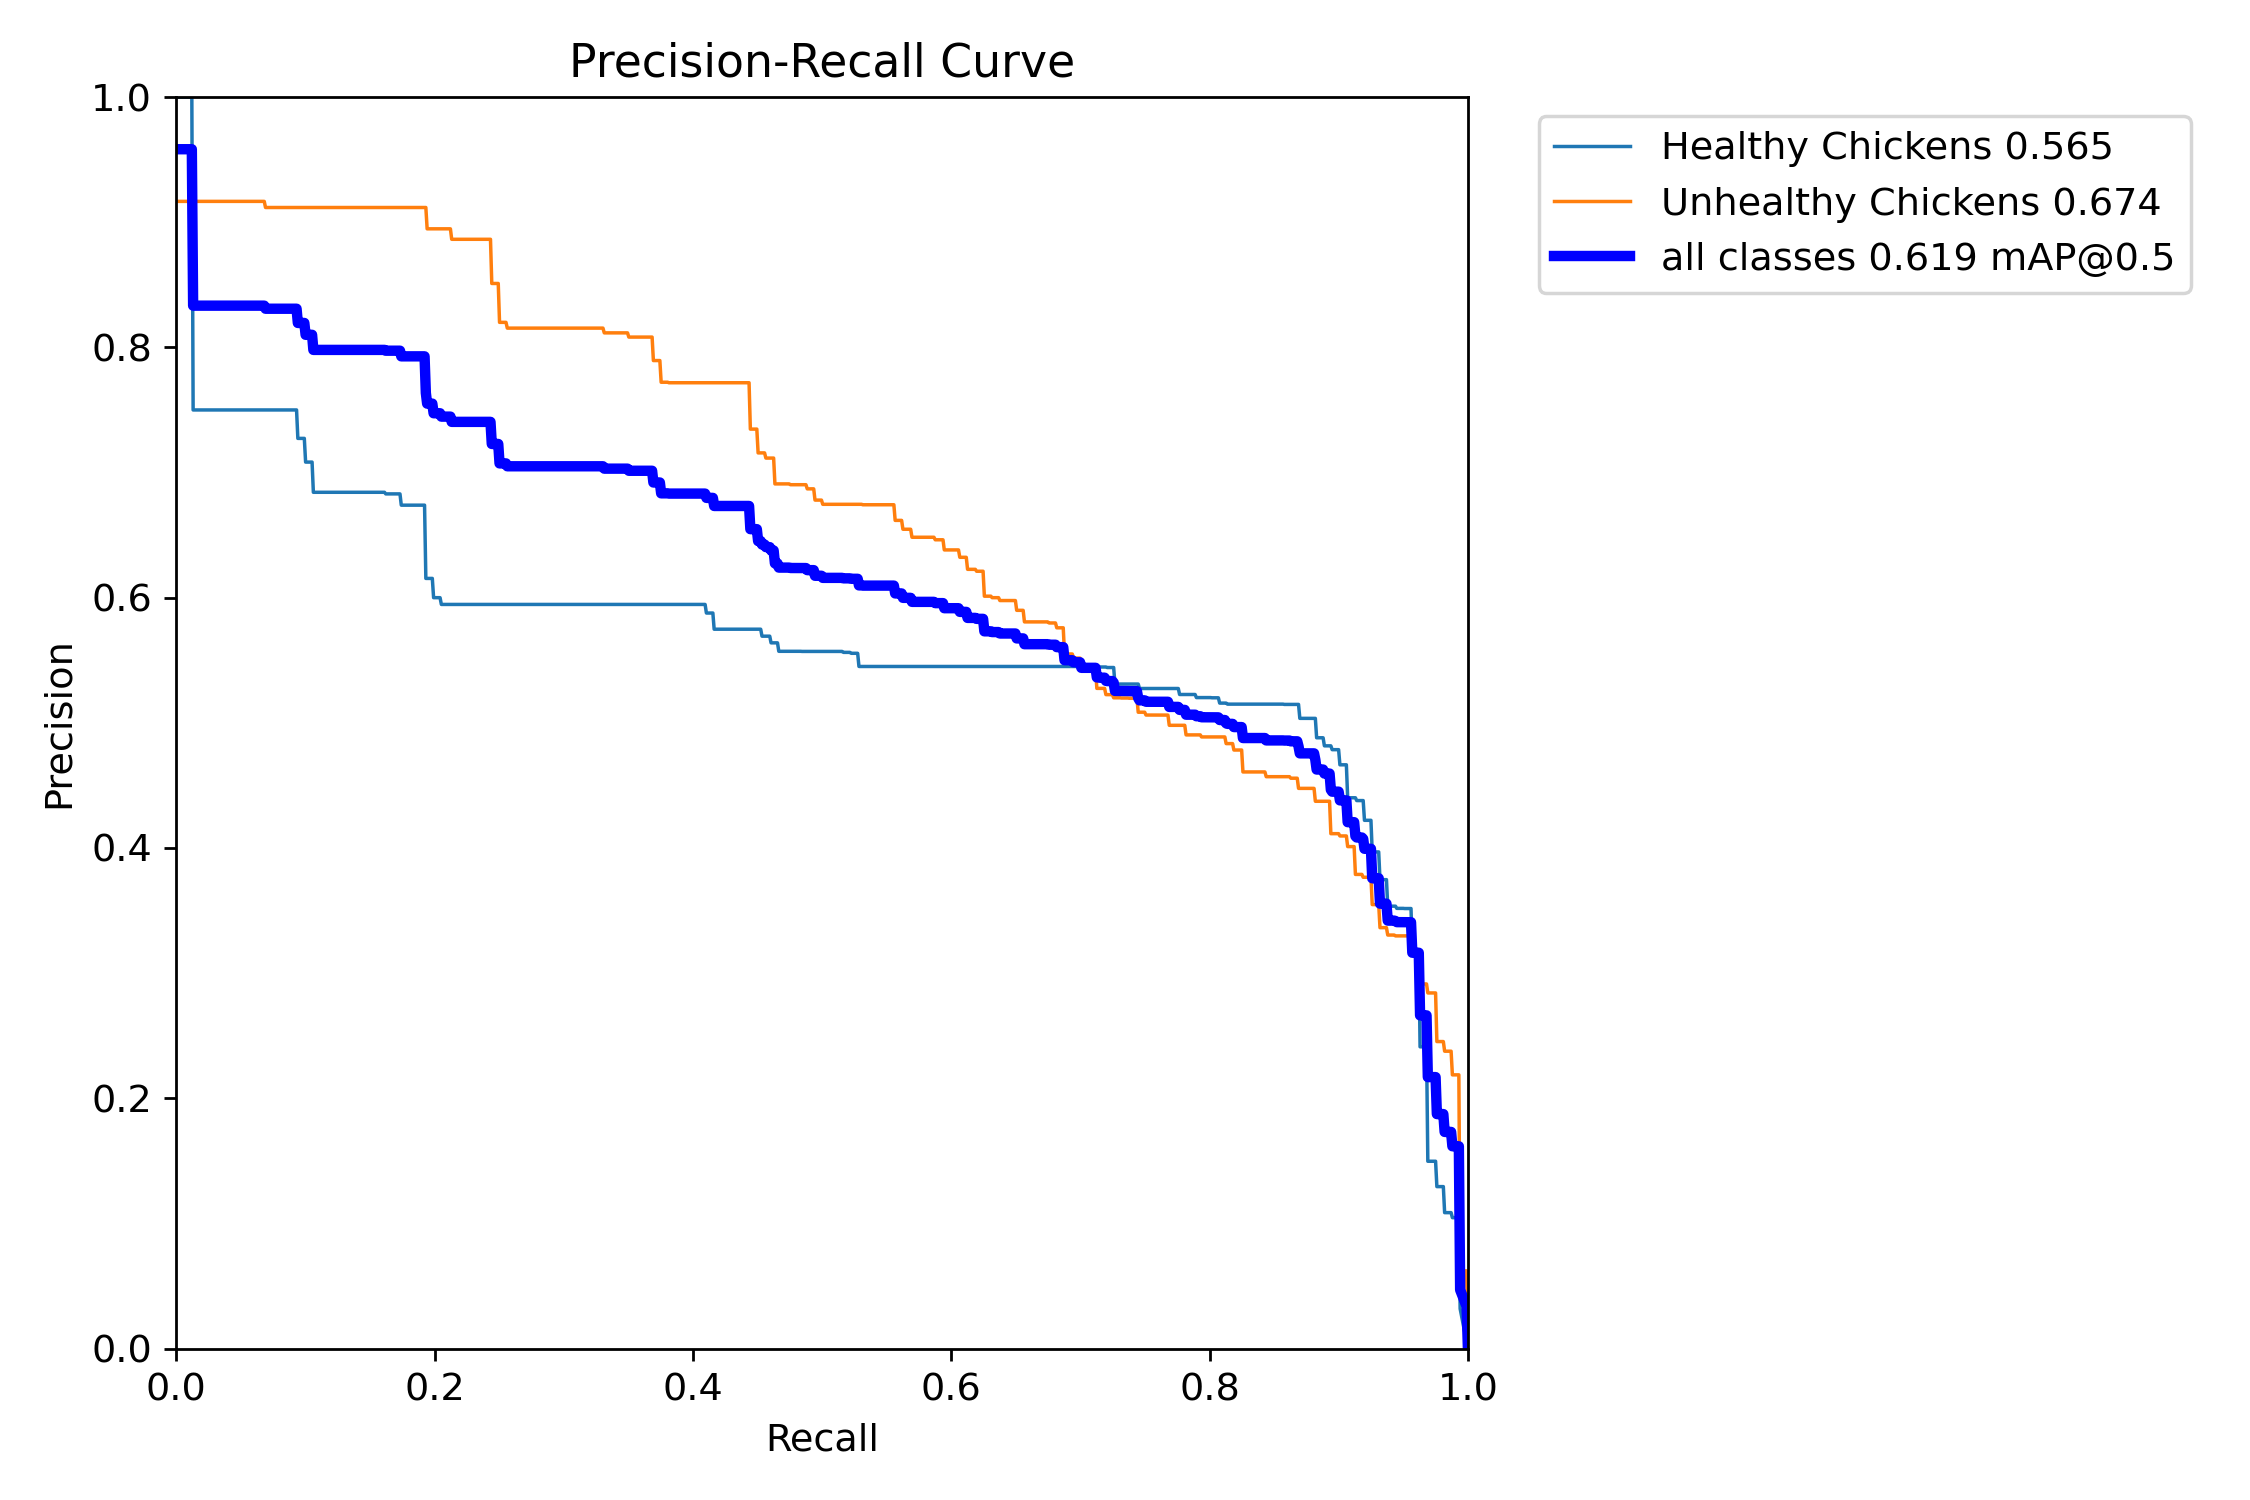 Precision-Recall Curve
1.0
0.8
0.6
0.4
0.2
0.0
Precision
0.0 0.2 0.4 0.6 0.8 1.0
Recall
Healthy Chickens 0.565
Unhealthy Chickens 0.674
all classes 0.619 mAP@0.5